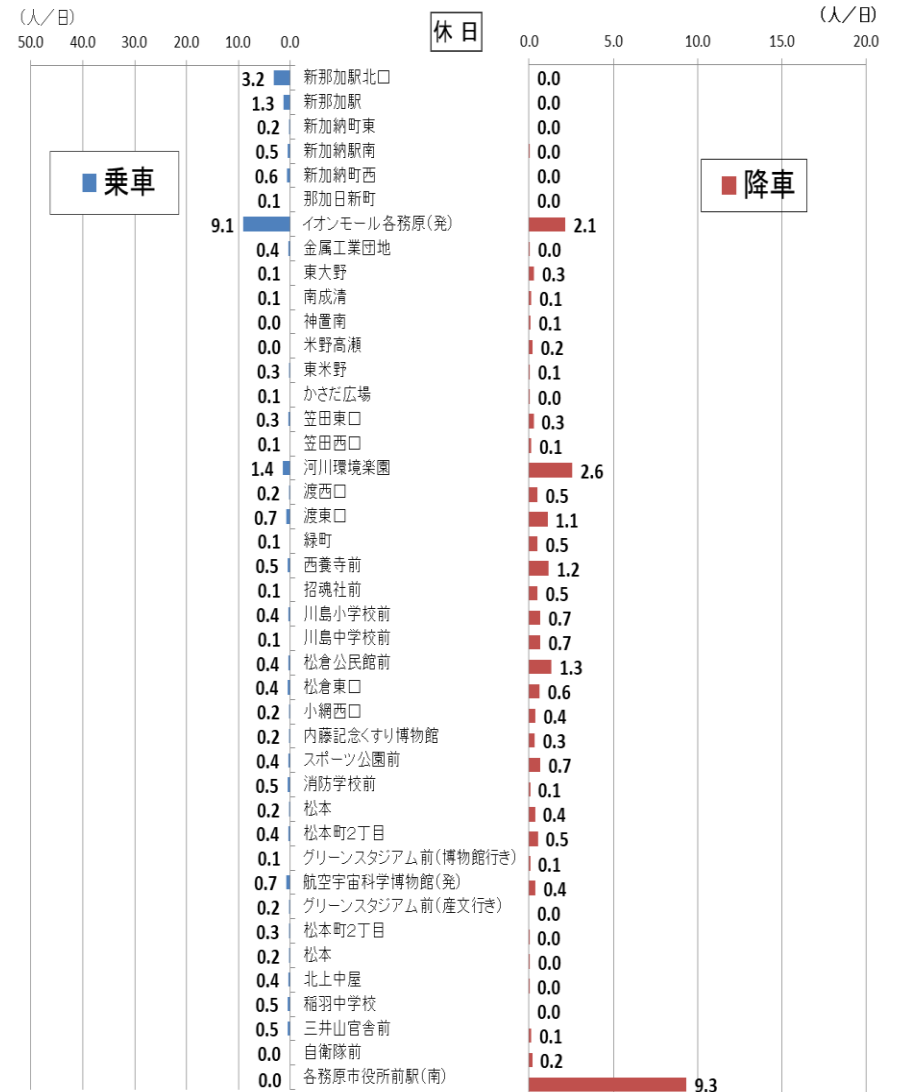 (人/日)
休日
(人/日)
50.0 40.0 30.0 20.0 10.0 0.0
0.0 5.0 10.0 15.0 20.0
乗車
降車
3.2 新那加駅北口 0.0
1.3 新那加駅 0.0
0.2 新加納町東 0.0
0.5 新加納駅南 0.0
0.6 新加納町西 0.0
0.1 那加日新町 0.0
9.1 イオンモール各務原(発) 2.1
0.4 金属工業団地 0.0
0.1 東大野 0.3
0.1 南成清 0.1
0.0 神置南 0.1
0.0 米野高瀬 0.2
0.3 東米野 0.1
0.1 かさだ広場 0.0
0.3 笠田東口 0.3
0.1 笠田西口 0.1
1.4 河川環境楽園 2.6
0.2 渡西口 0.5
0.7 渡東口 1.1
0.1 緑町 0.5
0.5 西養寺前 1.2
0.1 招魂社前 0.5
0.4 川島小学校前 0.7
0.1 川島中学校前 0.7
0.4 松倉公民館前 1.3
0.4 松倉東口 0.6
0.2 小網西口 0.4
0.2 内藤記念くすり博物館 0.3
0.4 スポーツ公園前 0.7
0.5 消防学校前 0.1
0.2 松本 0.4
0.4 松本町2丁目 0.5
0.1 グリーンスタジアム前(博物館行き) 0.1
0.7 航空宇宙科学博物館(発) 0.4
0.2 グリーンスタジアム前(産文行き) 0.0
0.3 松本町2丁目 0.0
0.2 松本 0.0
0.4 北上中屋 0.0
0.5 稲羽中学校 0.0
0.5 三井山官舎前 0.1
0.0 自衛隊前 0.2
0.0 各務原市役所前駅(南) 9.3